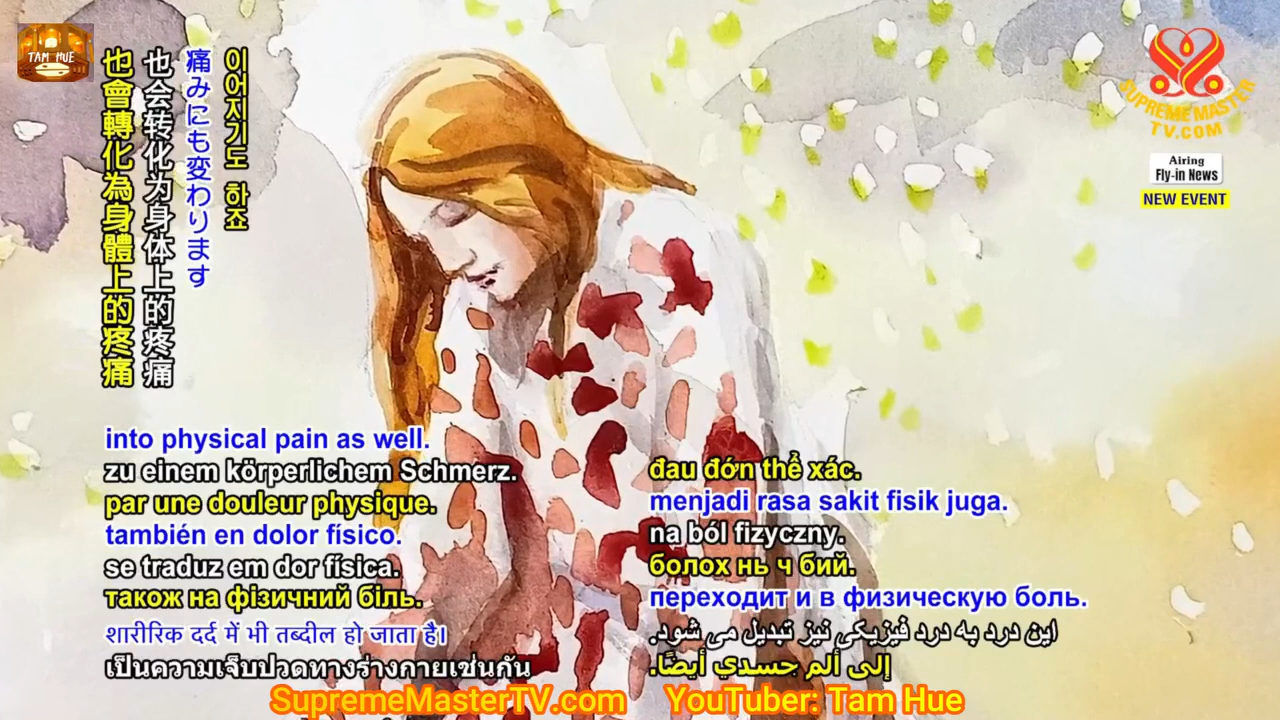 TAM HUE
이어지기도 하죠
痛みにも変わります
也会转化为身体上的疼痛
也會轉化為身體上的疼痛
SUPREME MASTER
TV.COM
Airing
Fly-in News
NEW EVENT
into physical pain as well.
zu einem körperlichem Schmerz.
par une douleur physique.
también en dolor físico.
se traduz em dor física.
також на фізичний біль.
शारीरिक दर्द में भी तब्दील हो जाता है।
เป็นความเจ็บปวดทางร่างกายเช่นกัน
đau đớn thể xác.
menjadi rasa sakit fisik juga.
na ból fizyczny.
болох нь ч бий.
переходит и в физическую боль.
این درد به درد فیزیکی نیز تبدیل می شود.
إلى ألم جسدي أيضًا.
SupremeMasterTV.com YouTuber: Tam Hue